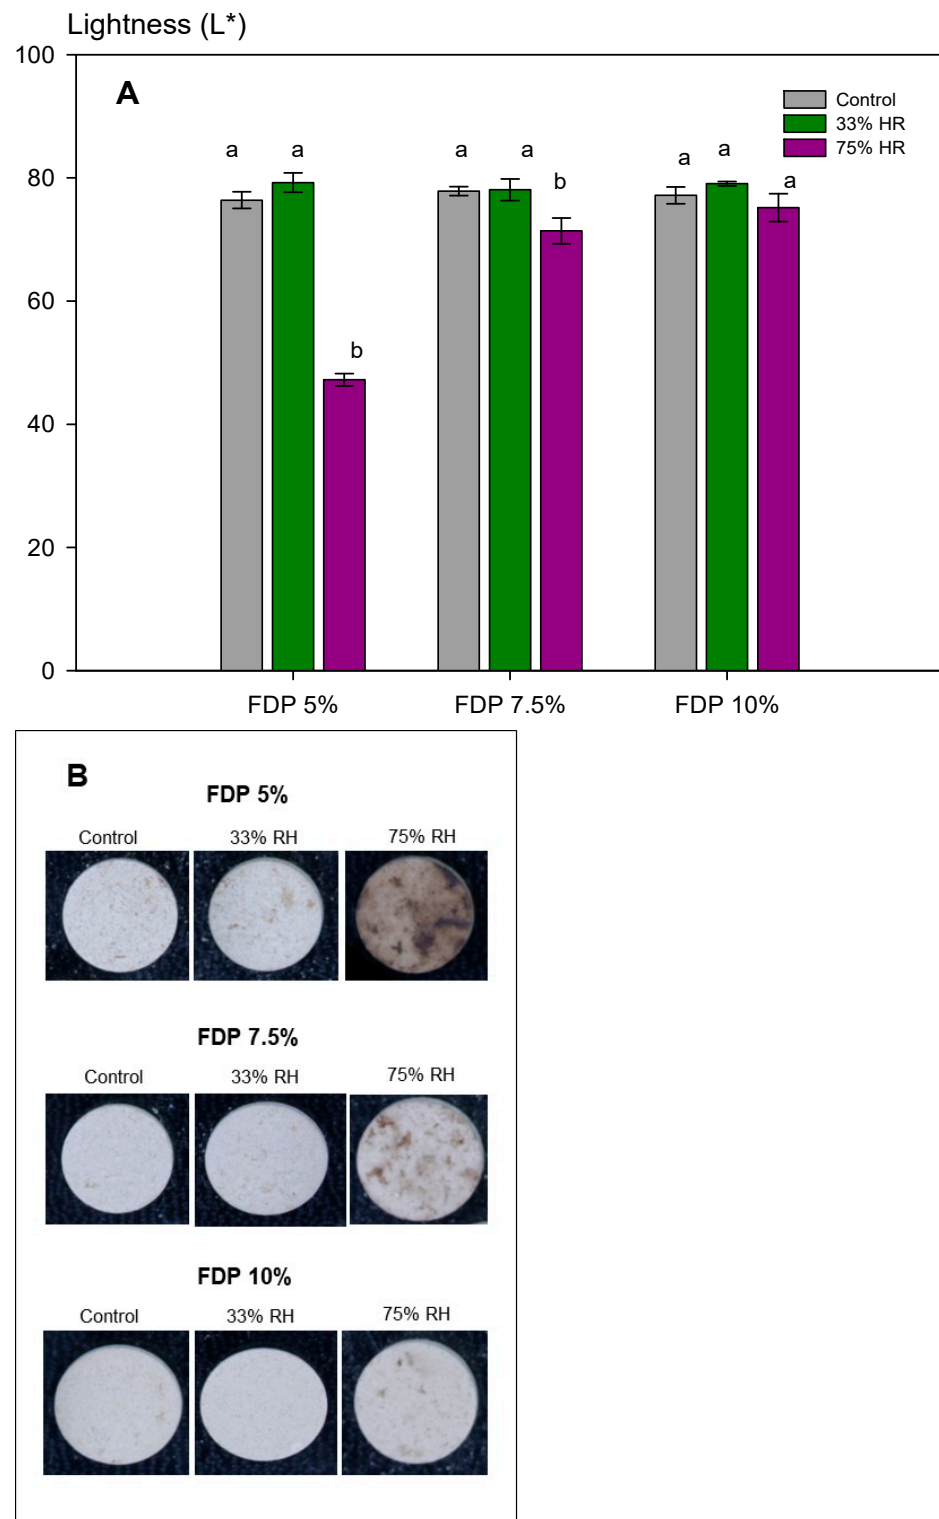 Lightness (L*)
100
A
Control
33% HR
75% HR
a a a a b a a a
80
60
b
40
20
0
FDP 5% FDP 7.5% FDP 10%
B
FDP 5%
Control 33% RH 75% RH
FDP 7.5%
Control 33% RH 75% RH
FDP 10%
Control 33% RH 75% RH